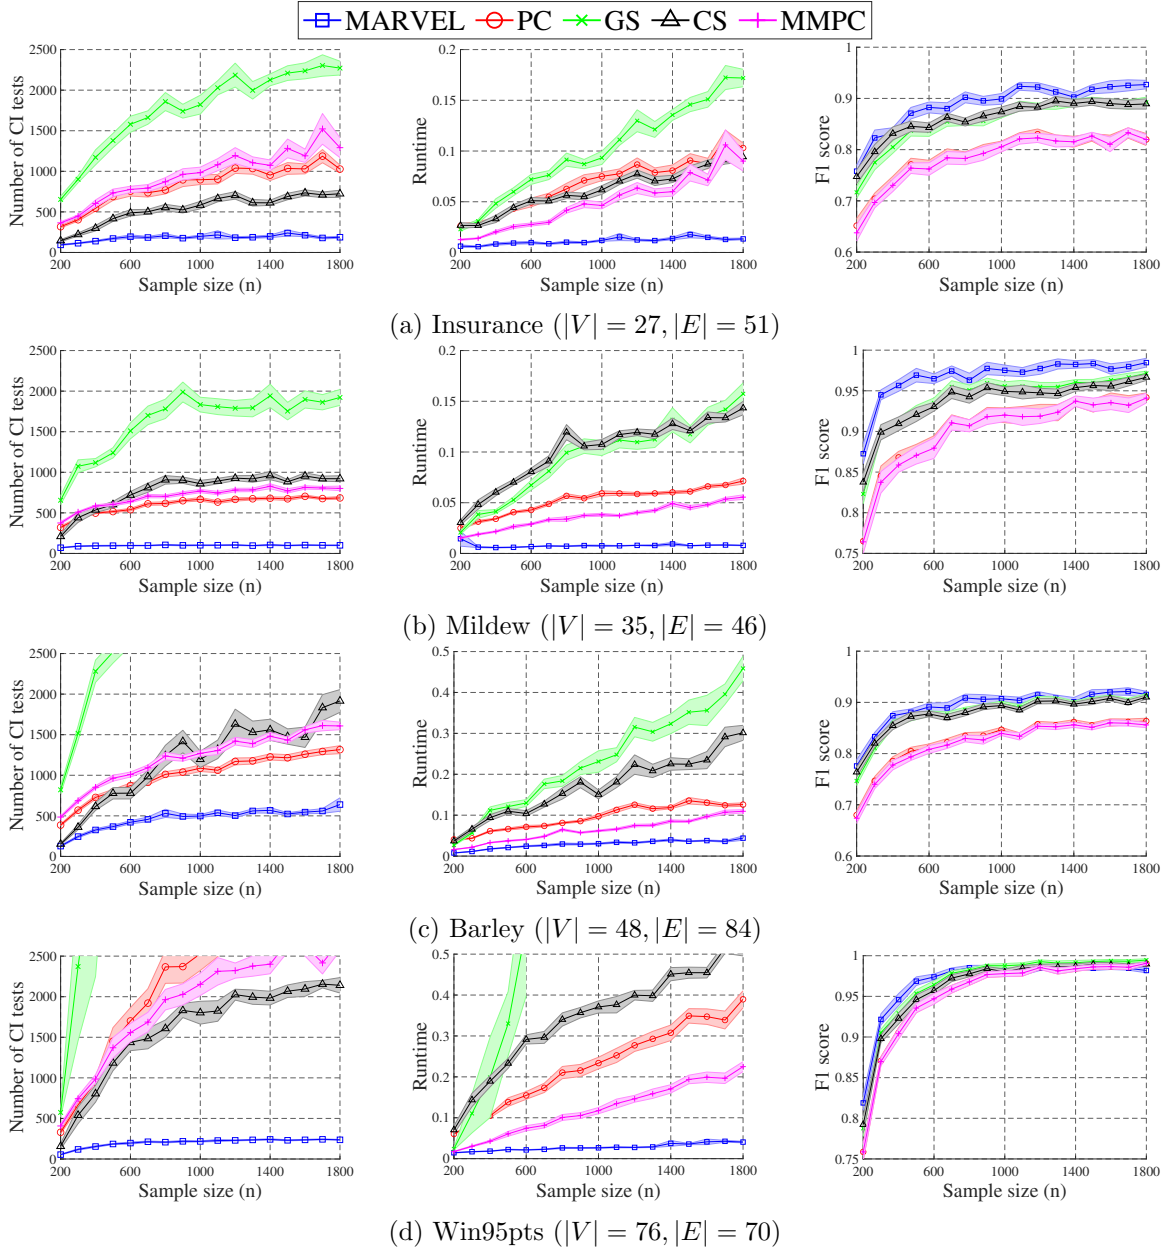 MARVEL PC GS CS MMPC
Number of CI tests
2500
2000
1500
1000
500
0
200 600 1000 1400 1800
Sample size (n)
Runtime
0.2
0.15
0.1
0.05
0
200 600 1000 1400 1800
Sample size (n)
F1 score
1
0.9
0.8
0.7
0.6
200 600 1000 1400 1800
Sample size (n)
(a) Insurance (|V| = 27, |E| = 51)
Number of CI tests
2500
2000
1500
1000
500
0
200 600 1000 1400 1800
Sample size (n)
Runtime
0.2
0.15
0.1
0.05
0
200 600 1000 1400 1800
Sample size (n)
F1 score
1
0.95
0.9
0.85
0.8
0.75
200 600 1000 1400 1800
Sample size (n)
(b) Mildew (|V| = 35, |E| = 46)
Number of CI tests
2500
2000
1500
1000
500
0
200 600 1000 1400 1800
Sample size (n)
Runtime
0.5
0.4
0.3
0.2
0.1
0
200 600 1000 1400 1800
Sample size (n)
F1 score
1
0.9
0.8
0.7
0.6
200 600 1000 1400 1800
Sample size (n)
(c) Barley (|V| = 48, |E| = 84)
Number of CI tests
2500
2000
1500
1000
500
0
200 600 1000 1400 1800
Sample size (n)
Runtime
0.5
0.4
0.3
0.2
0.1
0
200 600 1000 1400 1800
Sample size (n)
F1 score
1
0.95
0.9
0.85
0.8
0.75
200 600 1000 1400 1800
Sample size (n)
(d) Win95pts (|V| = 76, |E| = 70)